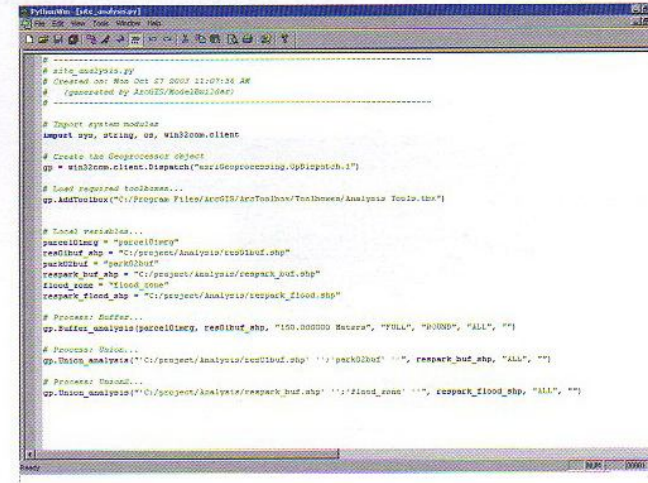 PythonWin - [site_analysis.py]
File Edit View Tools Window Help
# site_analysis.py
# Created on: Mon Oct 27 2003 11:07:36 AM
# (generated by ArcGIS/ModelBuilder)
# Import system modules
import sys, string, os, win32com.client
# Create the Geoprocessor object
gp = win32com.client.Dispatch("esriGeoprocessing.GpDispatch.1")
# Load required toolboxes...
gp.AddToolbox("C:/Program Files/ArcGIS/ArcToolbox/Toolboxes/Analysis Tools.tbx")
# Local variables...
parcel01mrg = "parcel01mrg"
res01buf_shp = "C:/project/Analysis/res01buf.shp"
park02buf = "park02buf"
respark_buf_shp = "C:/project/Analysis/respark_buf.shp"
flood_zone = "flood_zone"
respark_flood_shp = "C:/project/Analysis/respark_flood.shp"
# Process: Buffer...
gp.Buffer_analysis(parcel01mrg, res01buf_shp, "150.000000 Meters", "FULL", "ROUND", "ALL", "")
# Process: Union...
gp.Union_analysis("'C:/project/Analysis/res01buf.shp' '';'park02buf' ''", respark_buf_shp, "ALL", "")
# Process: Union2...
gp.Union_analysis("'C:/project/Analysis/respark_buf.shp' '';'flood_zone' ''", respark_flood_shp, "ALL", "")
Ready
NUM